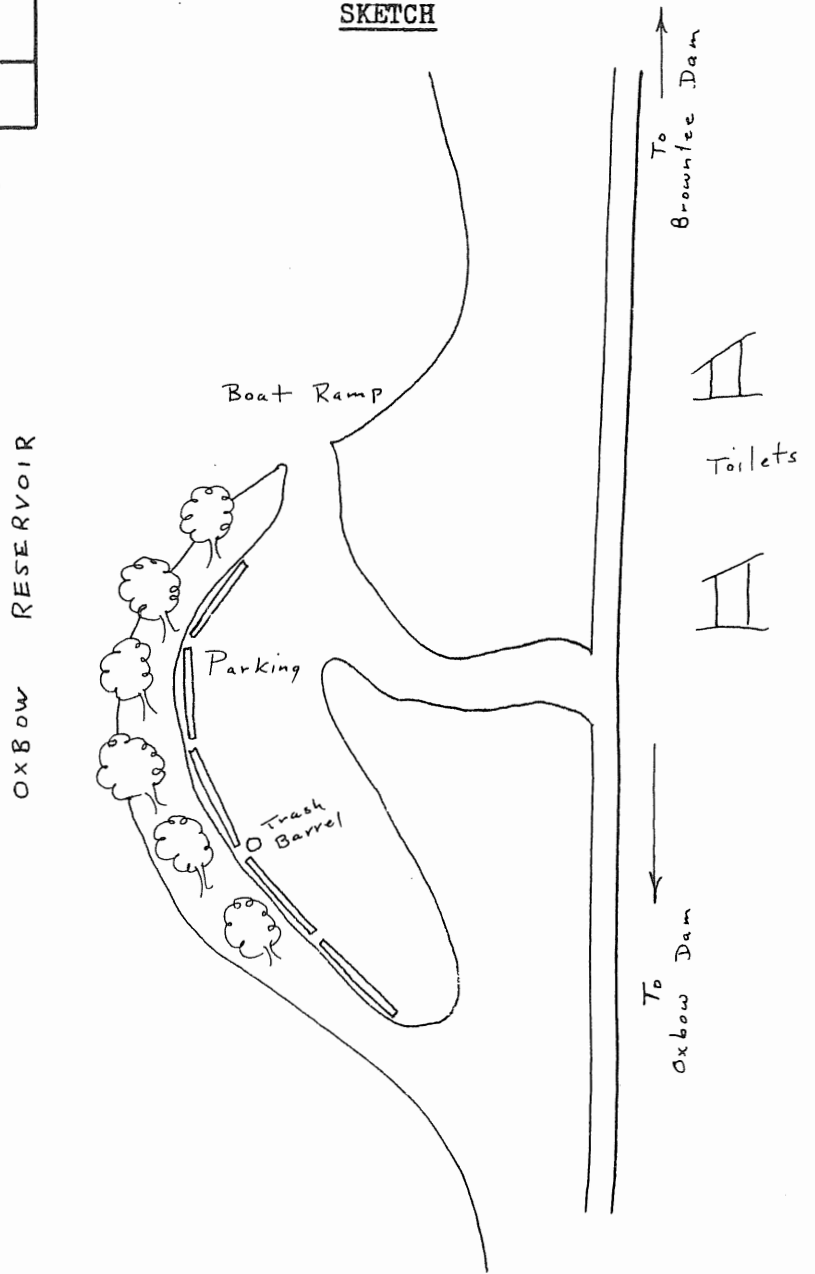 SKETCH
To
Brownlee Dam
Boat Ramp
Toilets
OXBOW RESERVOIR
Parking
Trash
Barrel
To
Oxbow Dam